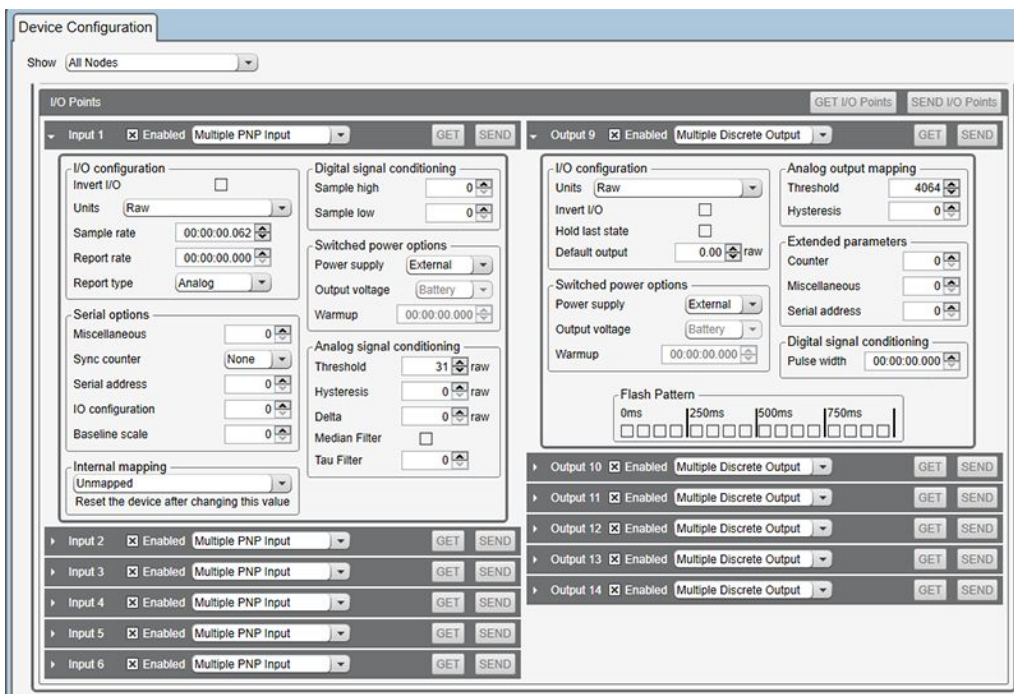 Device Configuration
Show All Nodes
I/O Points GET I/O Points SEND I/O Points
Input 1 Enabled Multiple PNP Input GET SEND
I/O configuration
Invert I/O
Units Raw
Sample rate 00:00:00.062
Report rate 00:00:00.000
Report type Analog
Serial options
Miscellaneous 0
Sync counter None
Serial address 0
IO configuration 0
Baseline scale 0
Internal mapping
Unmapped
Reset the device after changing this value
Digital signal conditioning
Sample high 0
Sample low 0
Switched power options
Power supply External
Output voltage Battery
Warmup 00:00:00.000
Analog signal conditioning
Threshold 31 raw
Hysteresis 0 raw
Delta 0 raw
Median Filter
Tau Filter 0
Input 2 Enabled Multiple PNP Input GET SEND
Input 3 Enabled Multiple PNP Input GET SEND
Input 4 Enabled Multiple PNP Input GET SEND
Input 5 Enabled Multiple PNP Input GET SEND
Input 6 Enabled Multiple PNP Input GET SEND
Output 9 Enabled Multiple Discrete Output GET SEND
I/O configuration
Units Raw
Invert I/O
Hold last state
Default output 0.00 raw
Switched power options
Power supply External
Output voltage Battery
Warmup 00:00:00.000
Analog output mapping
Threshold 4064
Hysteresis 0
Extended parameters
Counter 0
Miscellaneous 0
Serial address 0
Digital signal conditioning
Pulse width 00:00:00.000
Flash Pattern
0ms 250ms 500ms 750ms
Output 10 Enabled Multiple Discrete Output GET SEND
Output 11 Enabled Multiple Discrete Output GET SEND
Output 12 Enabled Multiple Discrete Output GET SEND
Output 13 Enabled Multiple Discrete Output GET SEND
Output 14 Enabled Multiple Discrete Output GET SEND